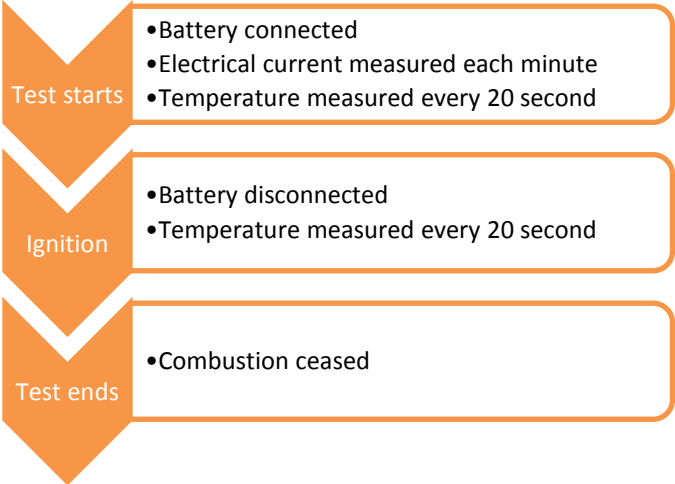 Test starts
•Battery connected
•Electrical current measured each minute
•Temperature measured every 20 second
Ignition
•Battery disconnected
•Temperature measured every 20 second
Test ends
•Combustion ceased